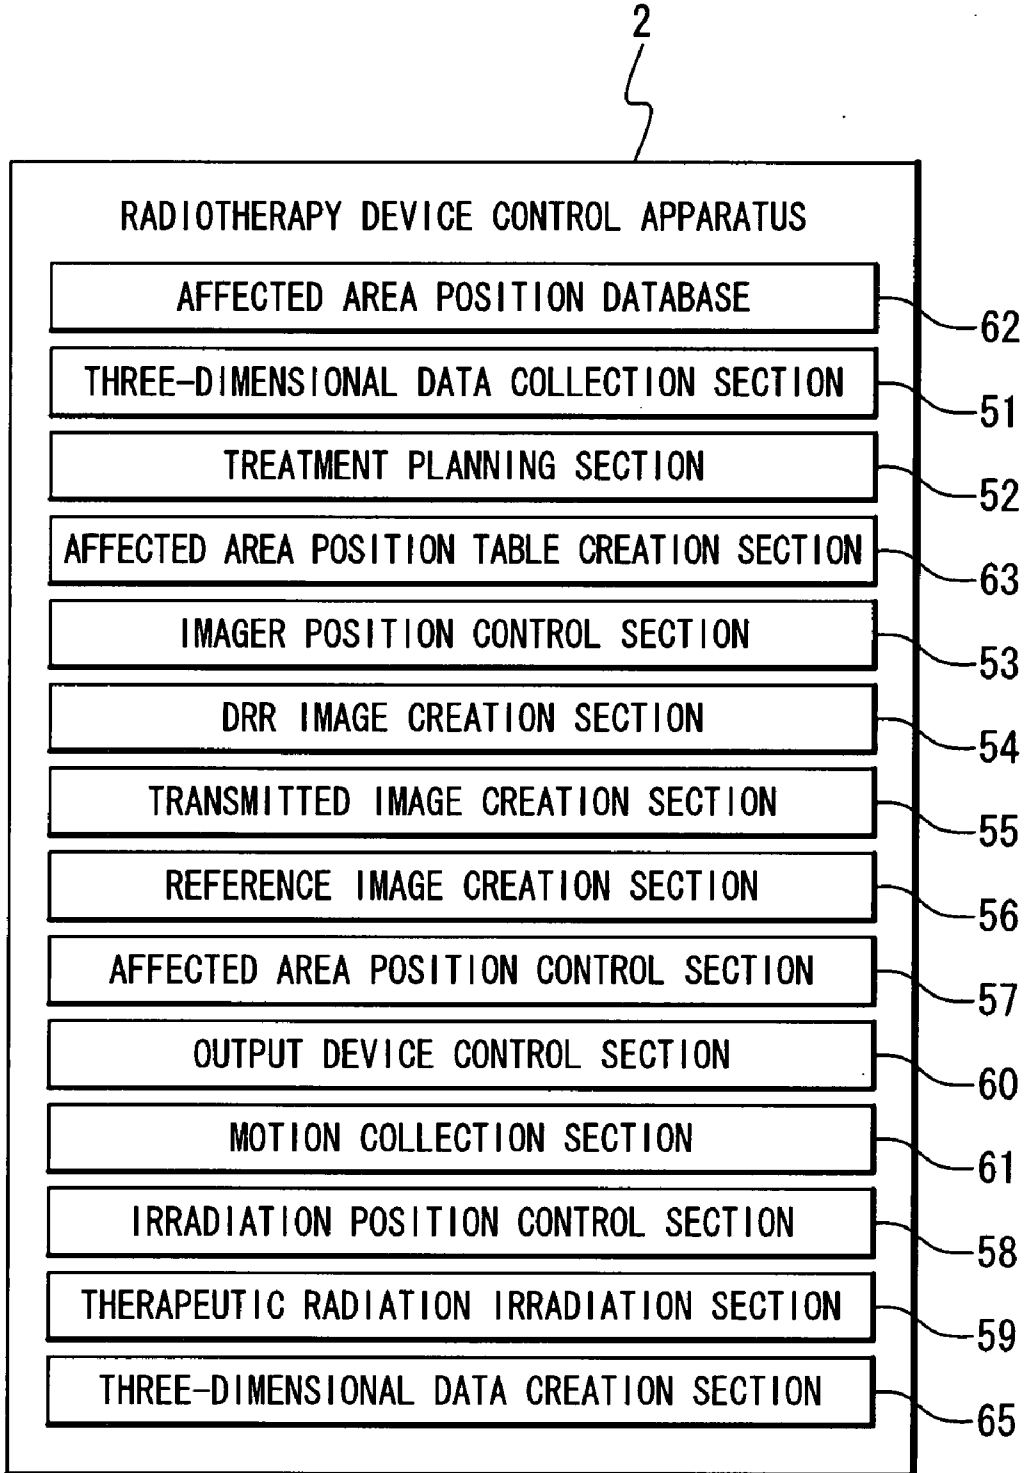 2
RADIOTHERAPY DEVICE CONTROL APPARATUS
AFFECTED AREA POSITION DATABASE
62
THREE-DIMENSIONAL DATA COLLECTION SECTION
51
TREATMENT PLANNING SECTION
52
AFFECTED AREA POSITION TABLE CREATION SECTION
63
IMAGER POSITION CONTROL SECTION
53
DRR IMAGE CREATION SECTION
54
TRANSMITTED IMAGE CREATION SECTION
55
REFERENCE IMAGE CREATION SECTION
56
AFFECTED AREA POSITION CONTROL SECTION
57
OUTPUT DEVICE CONTROL SECTION
60
MOTION COLLECTION SECTION
61
IRRADIATION POSITION CONTROL SECTION
58
THERAPEUTIC RADIATION IRRADIATION SECTION
59
THREE-DIMENSIONAL DATA CREATION SECTION
65